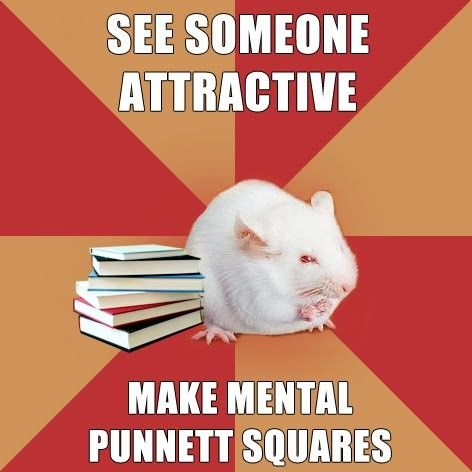 SEE SOMEONE
ATTRACTIVE
MAKE MENTAL
PUNNETT SQUARES